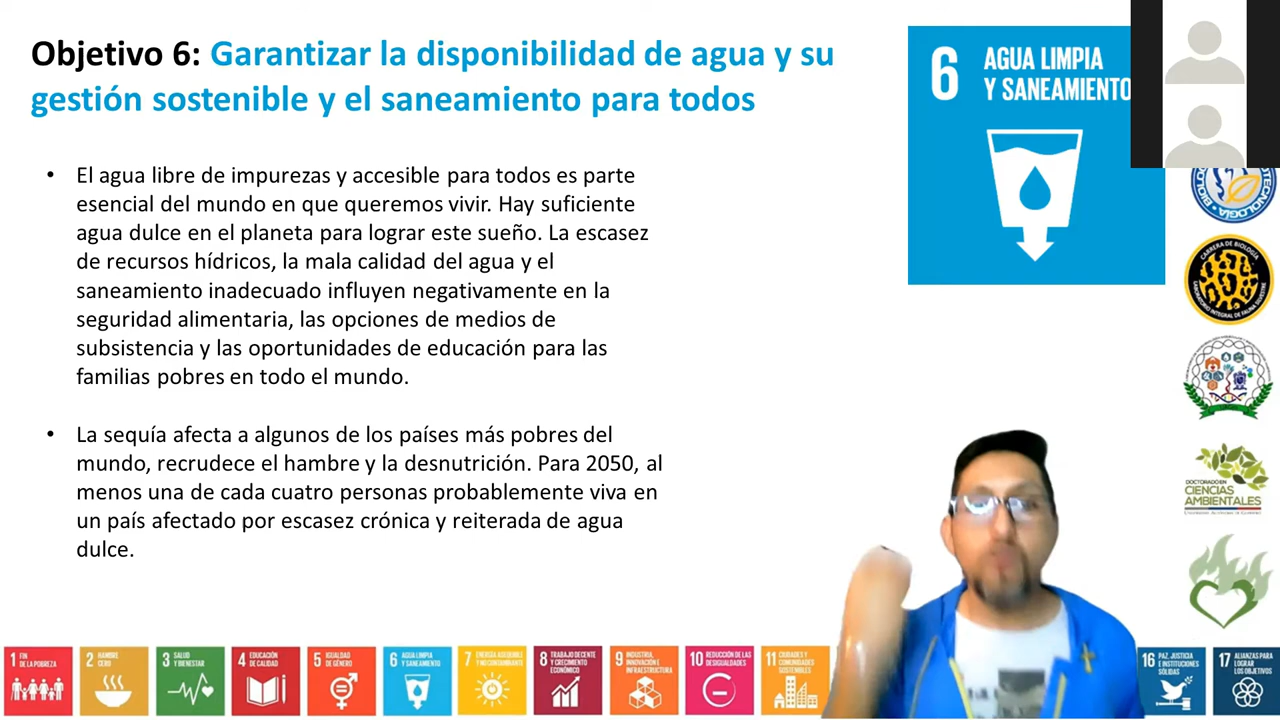 Objetivo 6: Garantizar la disponibilidad de agua y su
gestión sostenible y el saneamiento para todos
6 AGUA LIMPIA
Y SANEAMIENTO
• El agua libre de impurezas y accesible para todos es parte
esencial del mundo en que queremos vivir. Hay suficiente
agua dulce en el planeta para lograr este sueño. La escasez
de recursos hídricos, la mala calidad del agua y el
saneamiento inadecuado influyen negativamente en la
seguridad alimentaria, las opciones de medios de
subsistencia y las oportunidades de educación para las
familias pobres en todo el mundo.
• La sequía afecta a algunos de los países más pobres del
mundo, recrudece el hambre y la desnutrición. Para 2050, al
menos una de cada cuatro personas probablemente viva en
un país afectado por escasez crónica y reiterada de agua
dulce.
CARRERA DE BIOLOGÍA
LABORATORIO INTEGRAL DE FAUNA SILVESTRE
DOCTORADO EN
CIENCIAS
AMBIENTALES
1 FIN
DE LA POBREZA
2 HAMBRE
CERO
3 SALUD
Y BIENESTAR
4 EDUCACIÓN
DE CALIDAD
5 IGUALDAD
DE GÉNERO
6 AGUA LIMPIA
Y SANEAMIENTO
7 ENERGÍA ASEQUIBLE
Y NO CONTAMINANTE
8 TRABAJO DECENTE
Y CRECIMIENTO
ECONÓMICO
9 INDUSTRIA,
INNOVACIÓN E
INFRAESTRUCTURA
10 REDUCCIÓN DE LAS
DESIGUALDADES
11 CIUDADES Y
COMUNIDADES
SOSTENIBLES
16 PAZ, JUSTICIA
E INSTITUCIONES
SÓLIDAS
17 ALIANZAS PARA
LOGRAR
LOS OBJETIVOS